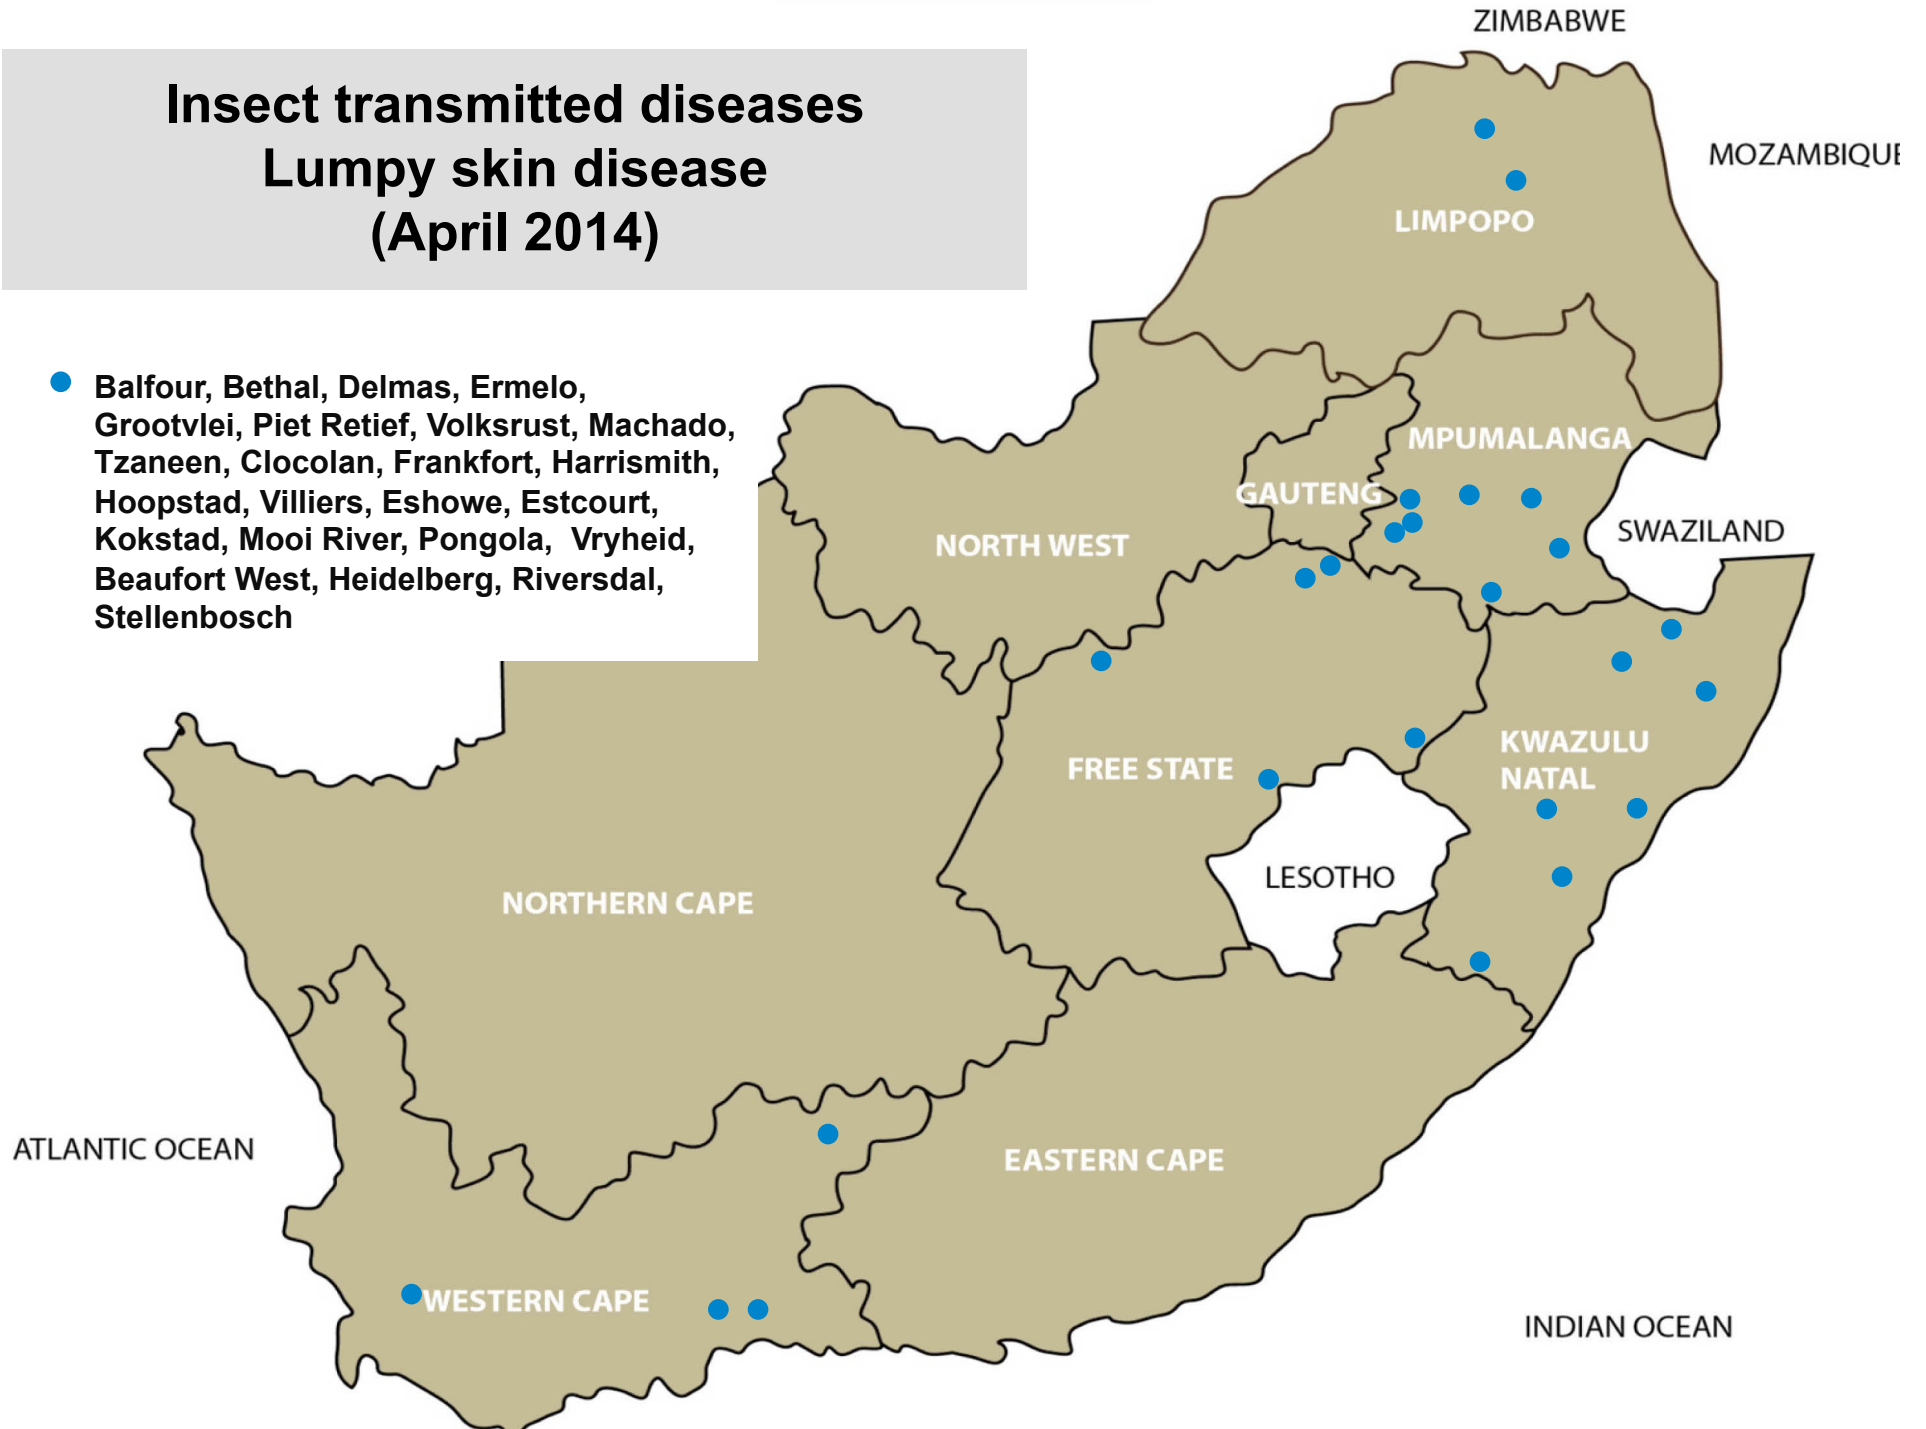 ZIMBABWE
Insect transmitted diseases
Lumpy skin disease
(April 2014)
MOZAMBIQUE
LIMPOPO
Balfour, Bethal, Delmas, Ermelo,
Grootvlei, Piet Retief, Volksrust, Machado,
Tzaneen, Clocolan, Frankfort, Harrismith,
Hoopstad, Villiers, Eshowe, Estcourt,
Kokstad, Mooi River, Pongola, Vryheid,
Beaufort West, Heidelberg, Riversdal,
Stellenbosch
MPUMALANGA
GAUTENG
SWAZILAND
NORTH WEST
KWAZULU
NATAL
FREE STATE
LESOTHO
NORTHERN CAPE
ATLANTIC OCEAN
EASTERN CAPE
WESTERN CAPE
INDIAN OCEAN